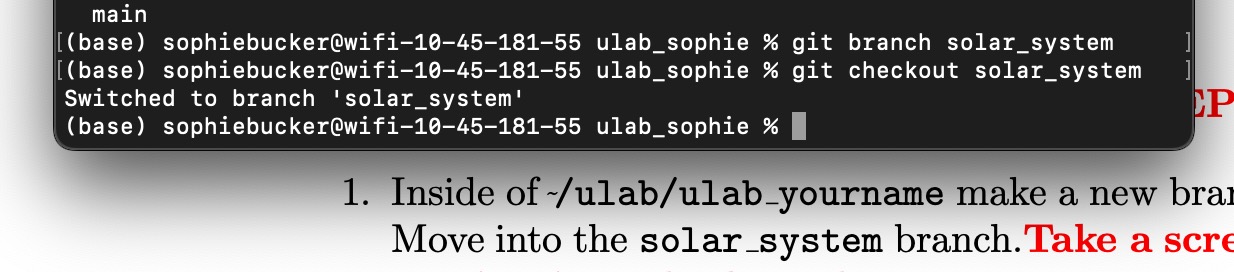 main
[(base) sophiebucker@wifi-10-45-181-55 ulab_sophie % git branch solar_system ]
[(base) sophiebucker@wifi-10-45-181-55 ulab_sophie % git checkout solar_system ]
Switched to branch 'solar_system'
(base) sophiebucker@wifi-10-45-181-55 ulab_sophie %
EP
1. Inside of ~/ulab/ulab_yourname make a new bran
Move into the solar_system branch.Take a scre